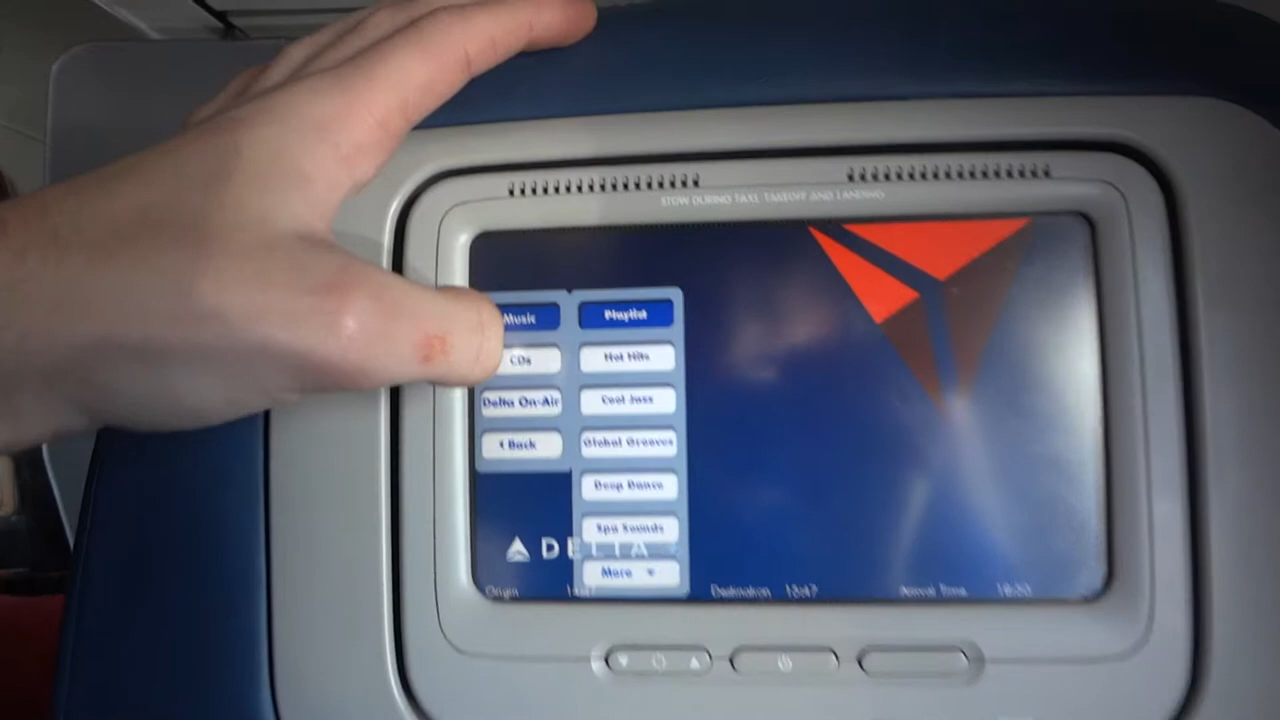 STOW DURING TAXI, TAKEOFF AND LANDING
Music
CDs
Delta On-Air
Back
Playlist
Hot Hits
Cool Jazz
Global Grooves
Deep Dance
Spa Sounds
More
DELTA
Origin
Destination
Arrival Time